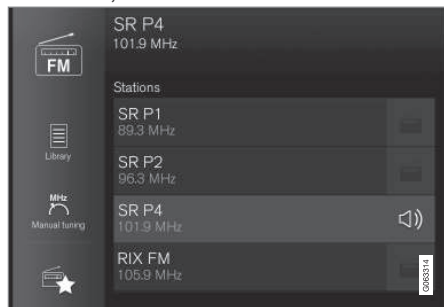 SR P4
101.9 MHz
FM
Stations
SR P1
89.3 MHz
Library
SR P2
96.3 MHz
MHz
Manual tuning
SR P4
101.9 MHz
RIX FM
105.9 MHz
G063314